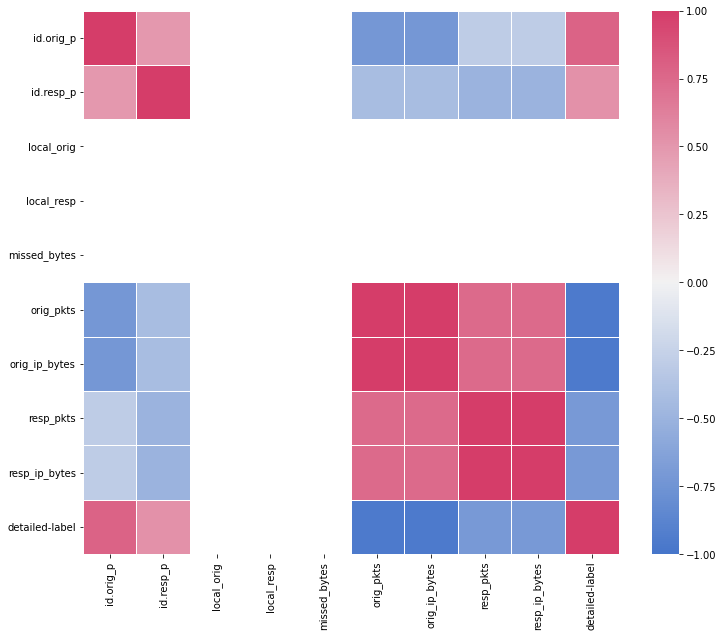 id.orig_p
id.resp_p
local_orig
local_resp
missed_bytes
orig_pkts
orig_ip_bytes
resp_pkts
resp_ip_bytes
detailed-label
id.orig_p
id.resp_p
local_orig
local_resp
missed_bytes
orig_pkts
orig_ip_bytes
resp_pkts
resp_ip_bytes
detailed-label
1.00
0.75
0.50
0.25
0.00
−0.25
−0.50
−0.75
−1.00